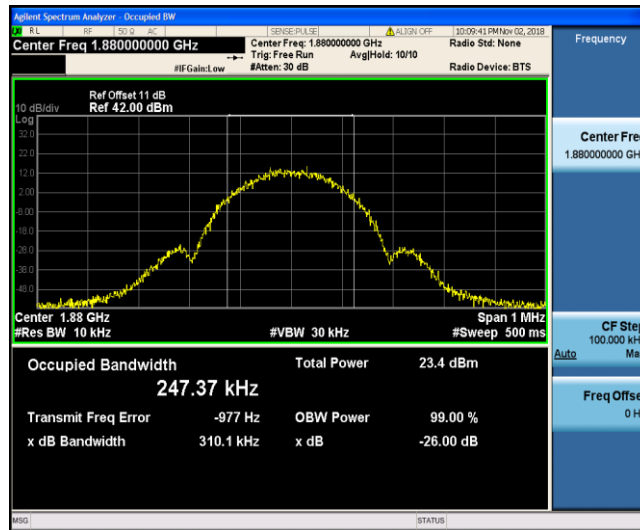 Agilent Spectrum Analyzer - Occupied BW
RL RF 50 Ω AC SENSE:PULSE ALIGN OFF 10:09:41 PM Nov 02, 2018
Center Freq 1.880000000 GHz
Center Freq: 1.880000000 GHz
Radio Std: None
Trig: Free Run Avg|Hold: 10/10
#IFGain:Low #Atten: 30 dB Radio Device: BTS
Frequency
Ref Offset 11 dB
10 dB/div Ref 42.00 dBm
Log
32.0
22.0
12.0
2.00
-8.00
-18.0
-28.0
-38.0
-48.0
Center 1.88 GHz Span 1 MHz
#Res BW 10 kHz #VBW 30 kHz #Sweep 500 ms
Occupied Bandwidth Total Power 23.4 dBm
247.37 kHz
Transmit Freq Error -977 Hz OBW Power 99.00 %
x dB Bandwidth 310.1 kHz x dB -26.00 dB
Center Fre
1.880000000 GH
CF Step
100.000 kH
Auto Ma
Freq Offse
0 H
MSG STATUS